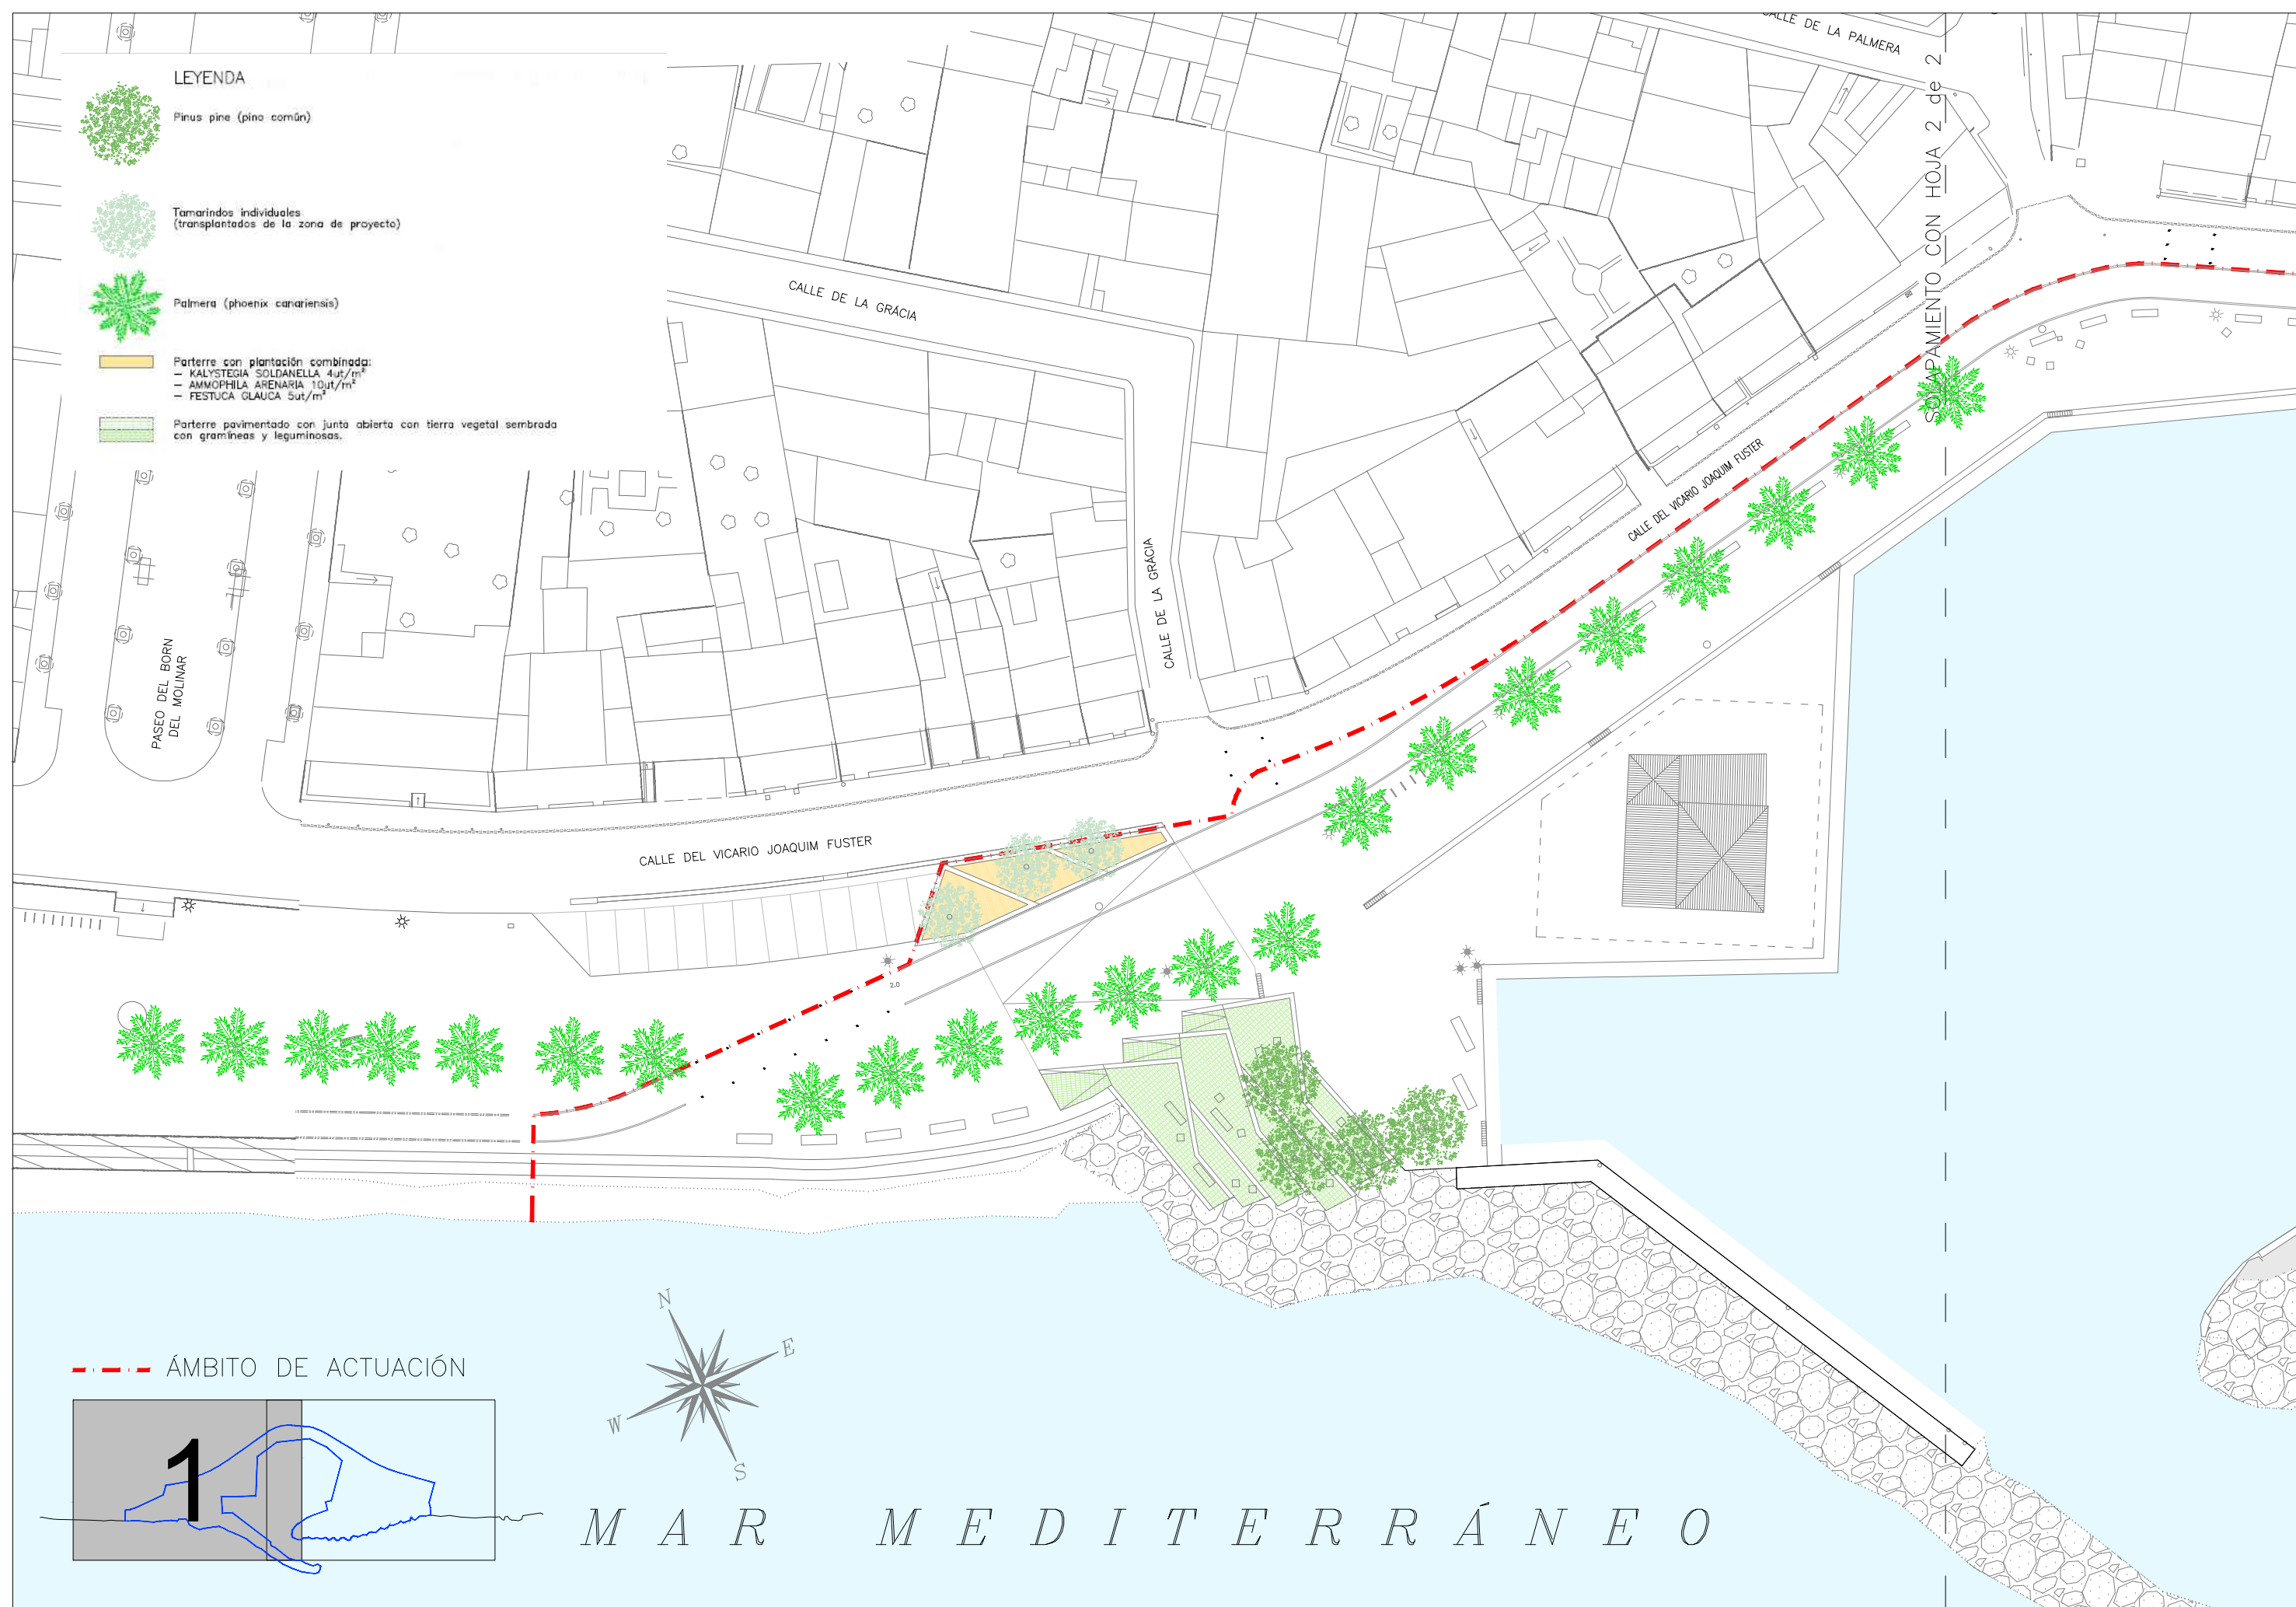 CALLE DE LA PALMERA
LEYENDA
Pinus pine (pino común)
Tamarindos individuales
(transplantados de la zona de proyecto)
Palmera (phoenix canariensis)
Parterre con plantación combinada:
– KALYSTEGIA SOLDANELLA 4ut/m²
– AMMOPHILA ARENARIA 10ut/m²
– FESTUCA GLAUCA 5ut/m²
Parterre pavimentado con junta abierta con tierra vegetal sembrada
con gramíneas y leguminosas.
SOLAPAMIENTO CON HOJA 2 de 2
CALLE DE LA GRÁCIA
CALLE DEL VICARIO JOAQUIM FUSTER
CALLE DE LA GRÁCIA
PASEO DEL BORN
DEL MOLINAR
CALLE DEL VICARIO JOAQUIM FUSTER
2,0
N
E
W
S
ÁMBITO DE ACTUACIÓN
1
MAR MEDITERRÁNEO